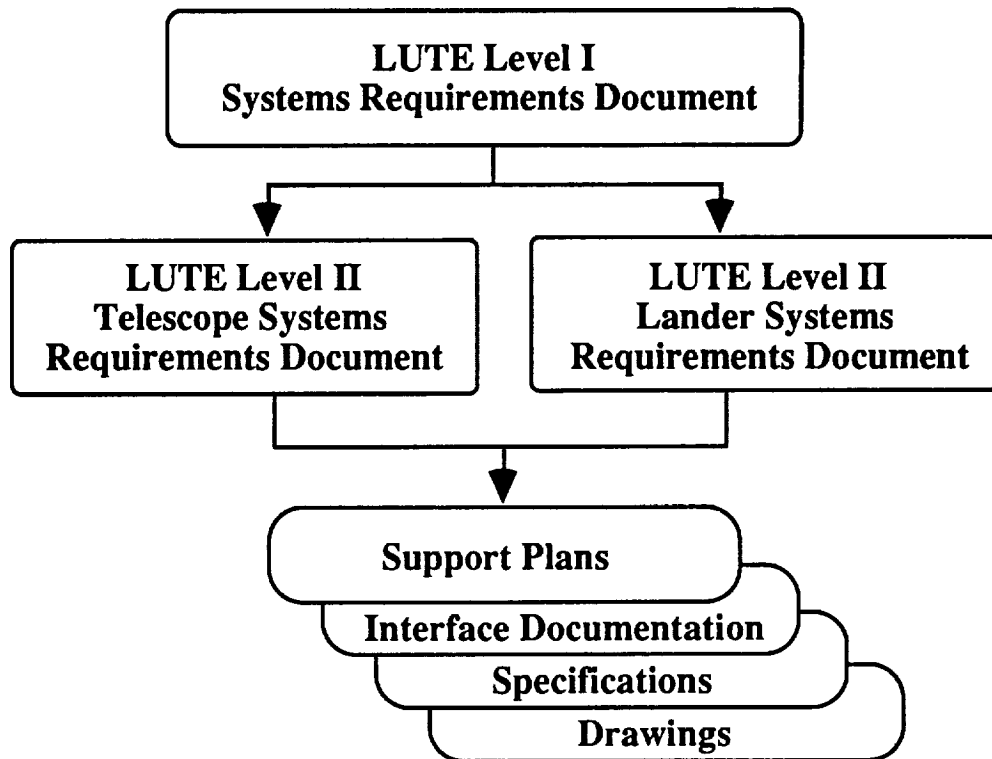 LUTE Level I
Systems Requirements Document
LUTE Level II
Telescope Systems
Requirements Document
LUTE Level II
Lander Systems
Requirements Document
Support Plans
Interface Documentation
Specifications
Drawings